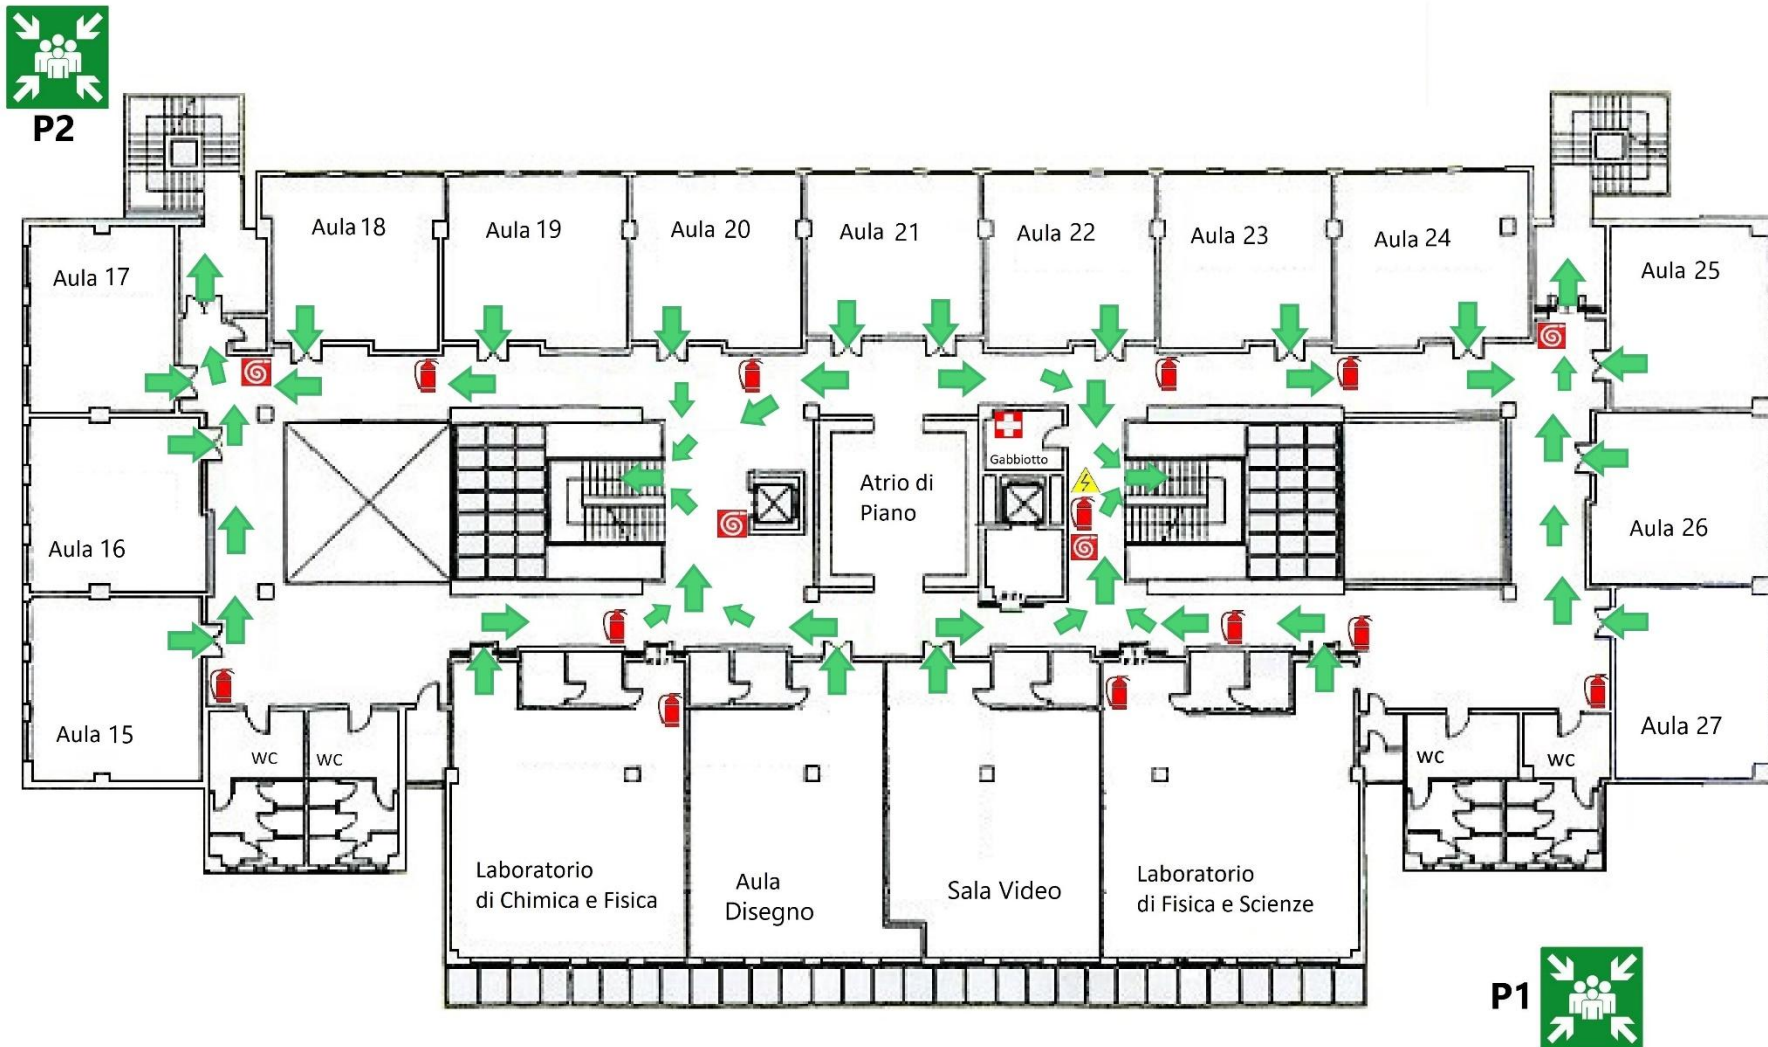 P2
Aula 18
Aula 19
Aula 20
Aula 21
Aula 22
Aula 23
Aula 24
Aula 17
Aula 25
Gabbiotto
Atrio di
Piano
Aula 16
Aula 26
Aula 15
Aula 27
wc
wc
wc
wc
Laboratorio
di Chimica e Fisica
Aula
Disegno
Sala Video
Laboratorio
di Fisica e Scienze
P1